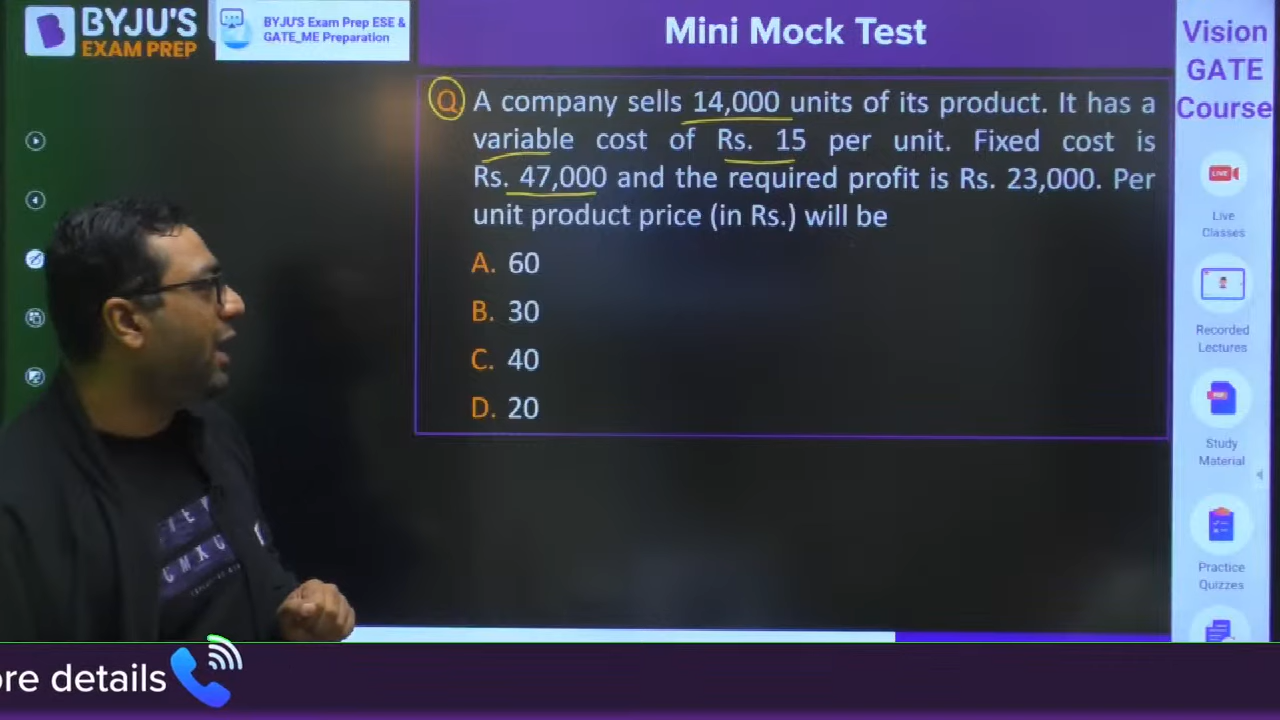 BYJU'S
EXAM PREP
BYJU'S Exam Prep ESE &
GATE_ME Preparation
Mini Mock Test
Vision
GATE
Course
Q A company sells 14,000 units of its product. It has a
variable cost of Rs. 15 per unit. Fixed cost is
Rs. 47,000 and the required profit is Rs. 23,000. Per
unit product price (in Rs.) will be
A. 60
B. 30
C. 40
D. 20
LIVE
Live
Classes
Recorded
Lectures
PDF
Study
Material
Practice
Quizzes
re details